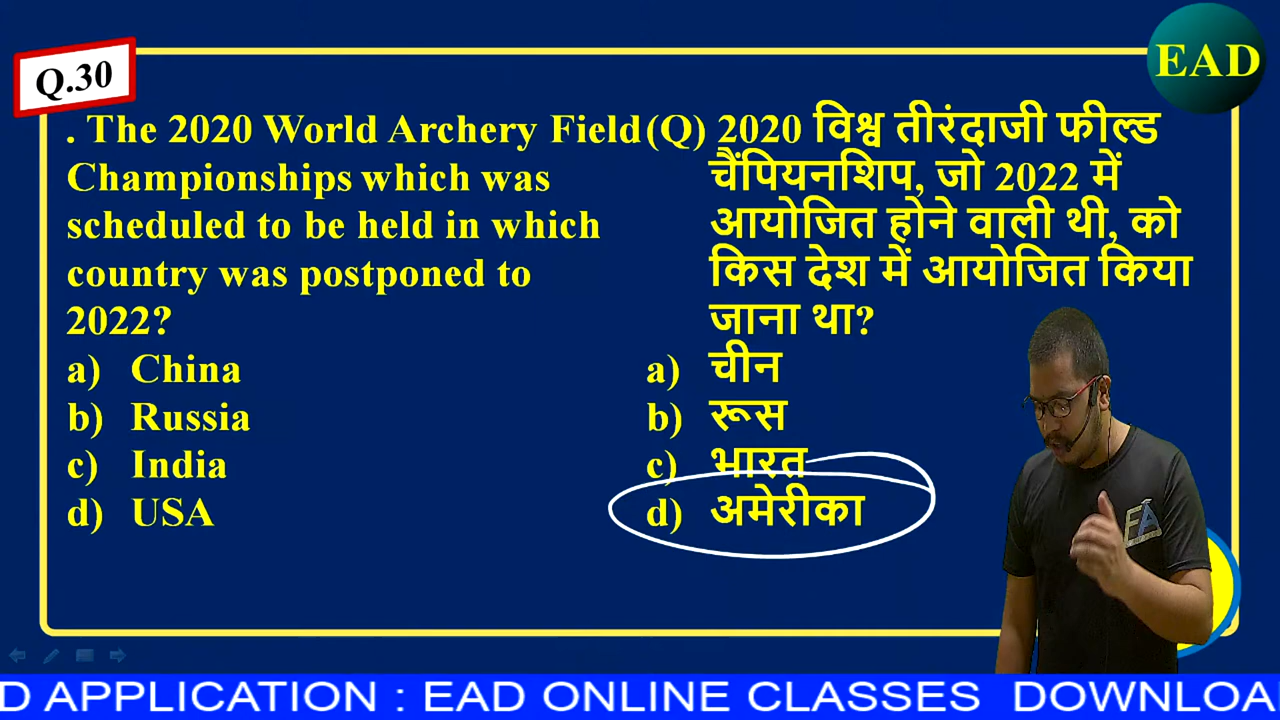 Q.30
EAD
. The 2020 World Archery Field
Championships which was
scheduled to be held in which
country was postponed to
2022?
a) China
b) Russia
c) India
d) USA
(Q) 2020 विश्व तीरंदाजी फील्ड
चैंपियनशिप, जो 2022 में
आयोजित होने वाली थी, को
किस देश में आयोजित किया
जाना था?
a) चीन
b) रूस
c) भारत
d) अमेरीका
EA
D APPLICATION : EAD ONLINE CLASSES DOWNLOA